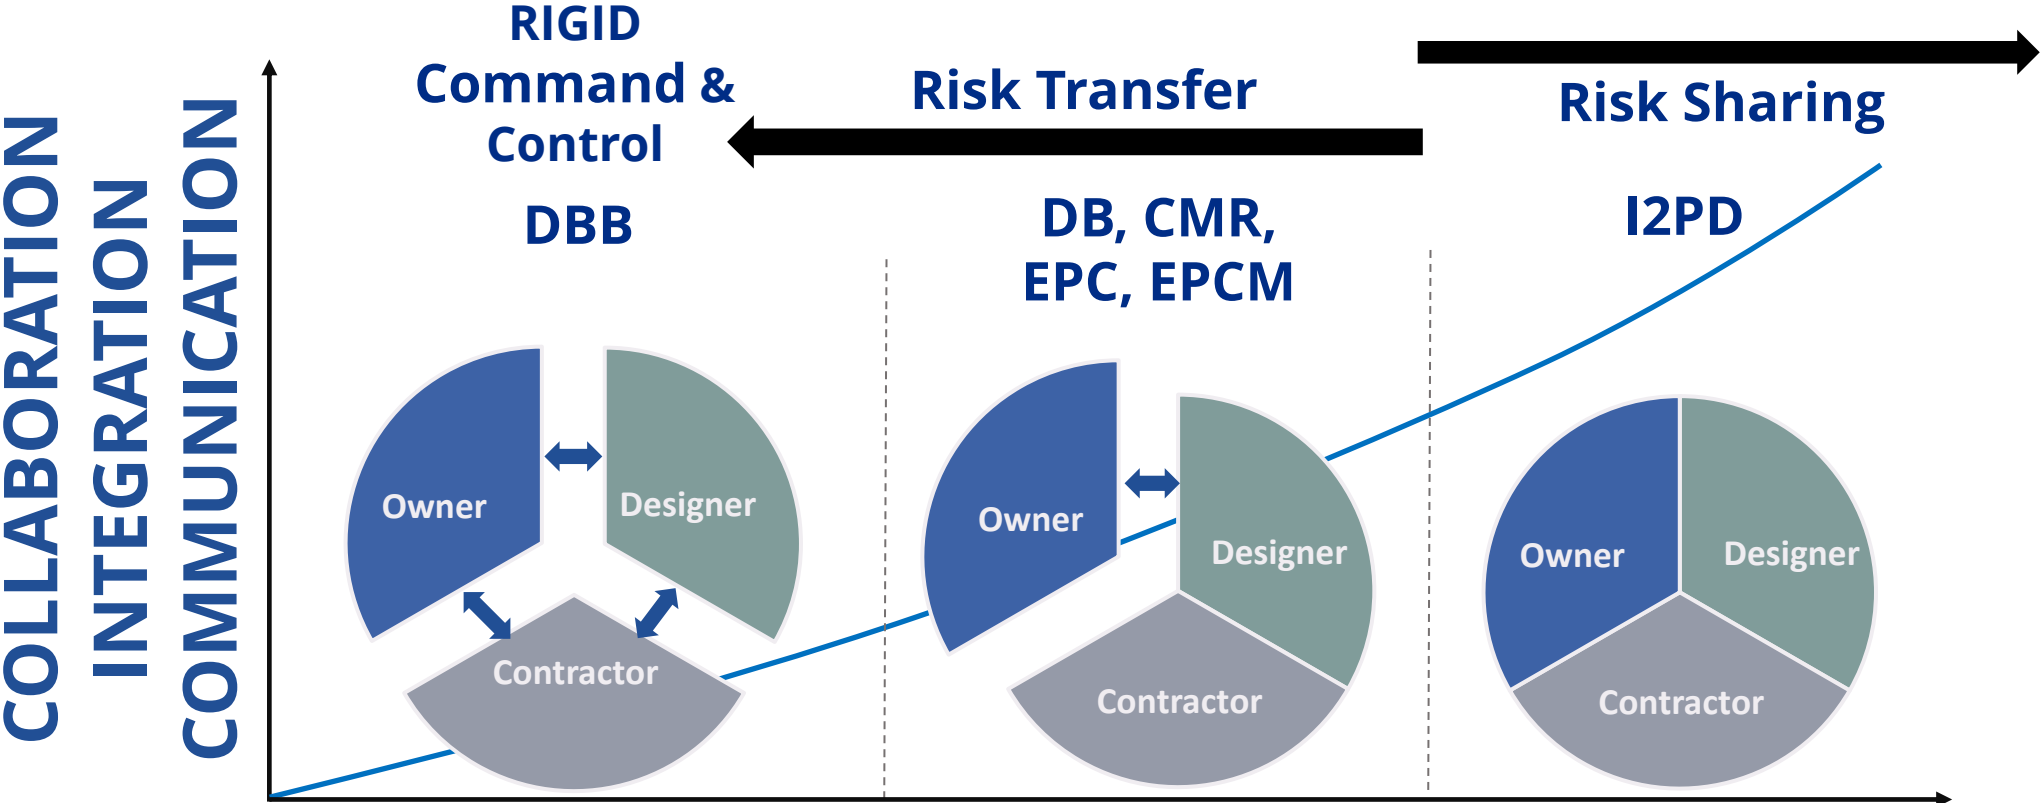 COLLABORATION
INTEGRATION
COMMUNICATION
RIGID
Command &
Control
DBB
Risk Transfer
DB, CMR,
EPC, EPCM
Risk Sharing
I2PD
Owner
Designer
Contractor
Owner
Designer
Contractor
Owner
Designer
Contractor